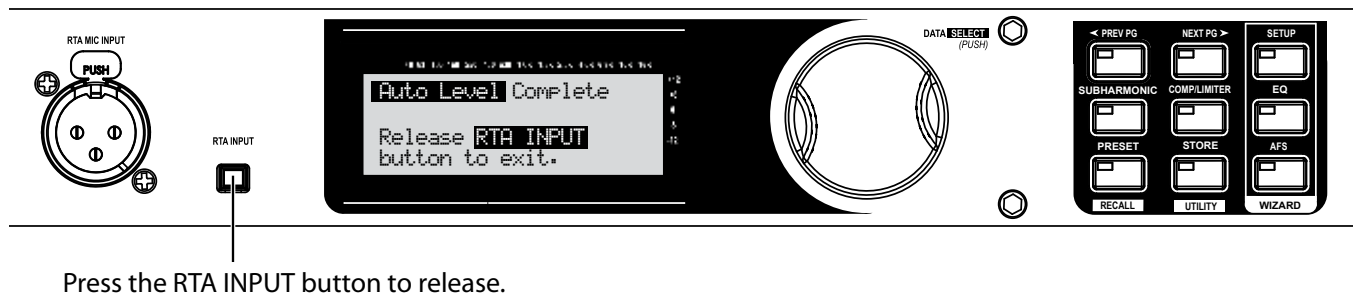 RTA MIC INPUT
PUSH
RTA INPUT
Auto Level Complete
Release RTA INPUT
button to exit.
DATA SELECT
(PUSH)
PREV PG
NEXT PG
SETUP
SUBHARMONIC
COMP/LIMITER
EQ
PRESET
STORE
AFS
RECALL
UTILITY
WIZARD
Press the RTA INPUT button to release.